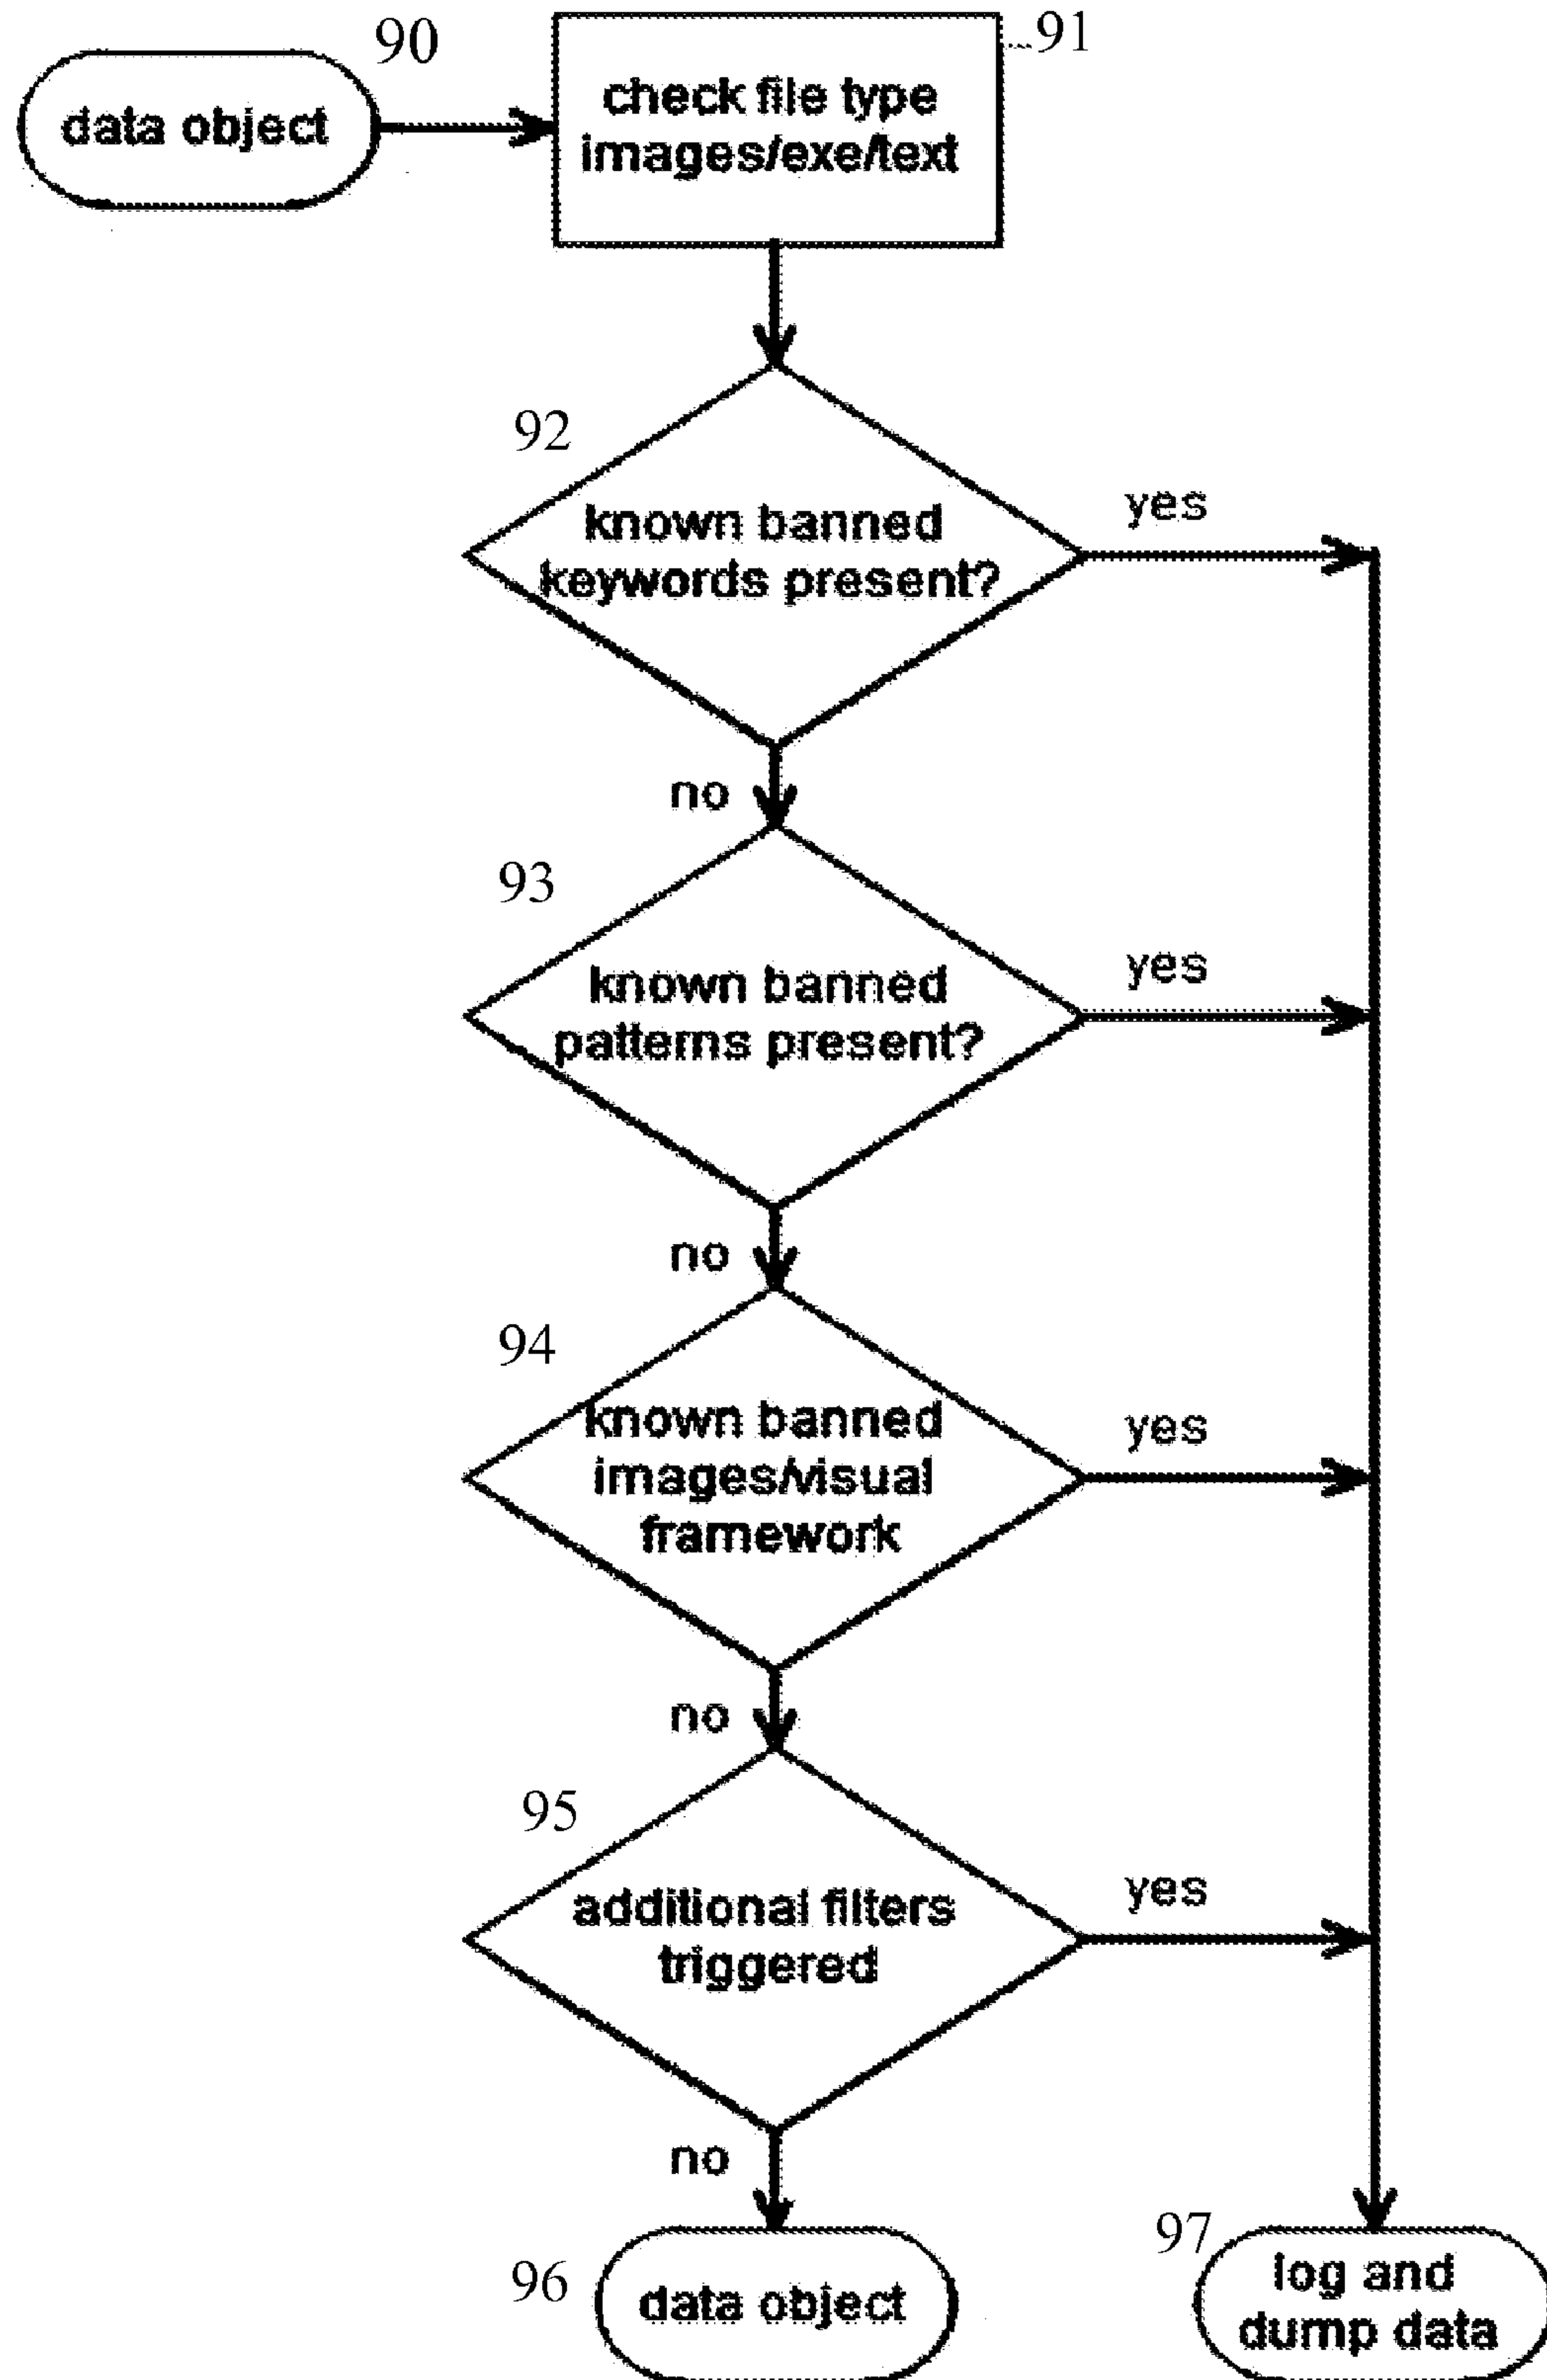 90
91
data object
check file type
images/exe/text
92
known banned
keywords present?
yes
no
93
known banned
patterns present?
yes
no
94
known banned
images/visual
framework
yes
no
95
additional filters
triggered
yes
no
96
data object
97
log and
dump data